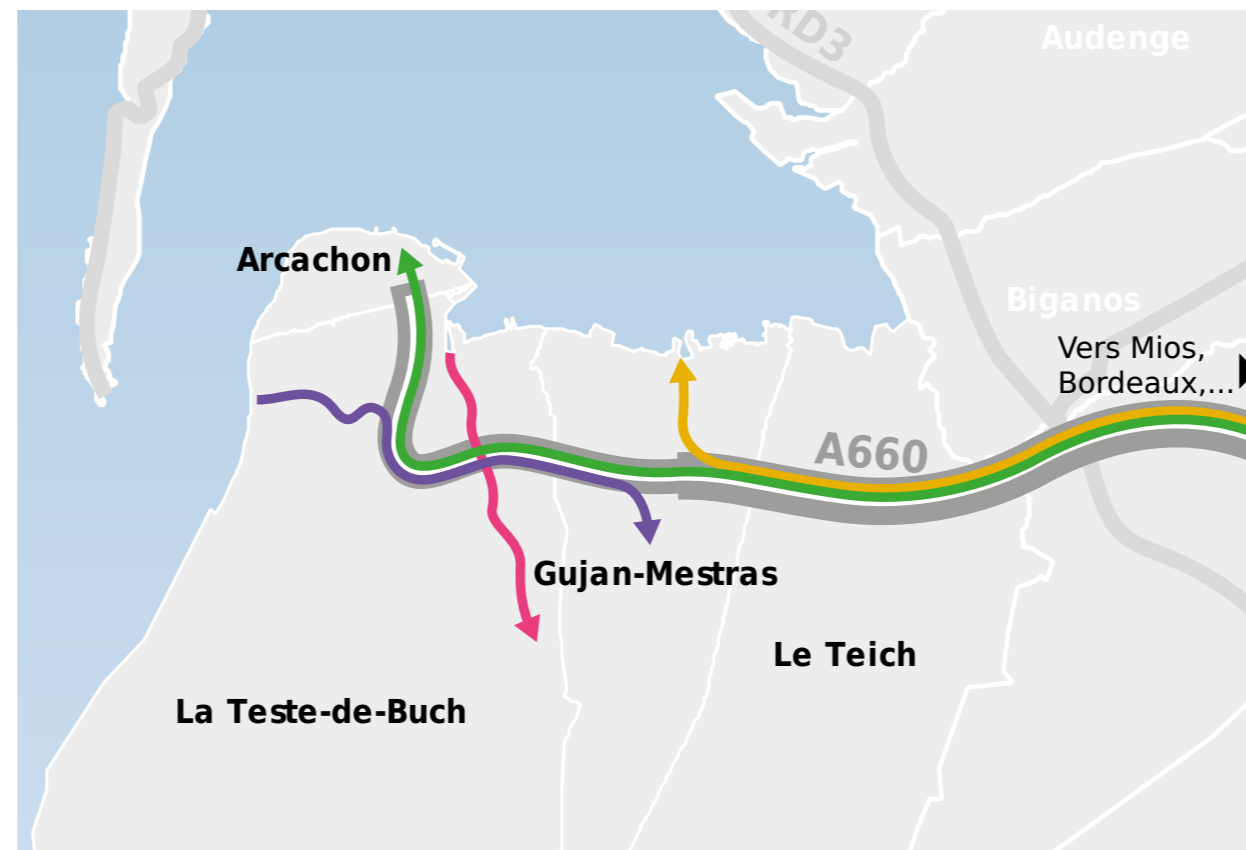 RD3
Audenge
Arcachon
Biganos
Vers Mios,
Bordeaux,...
A660
Gujan-Mestras
Le Teich
La Teste-de-Buch